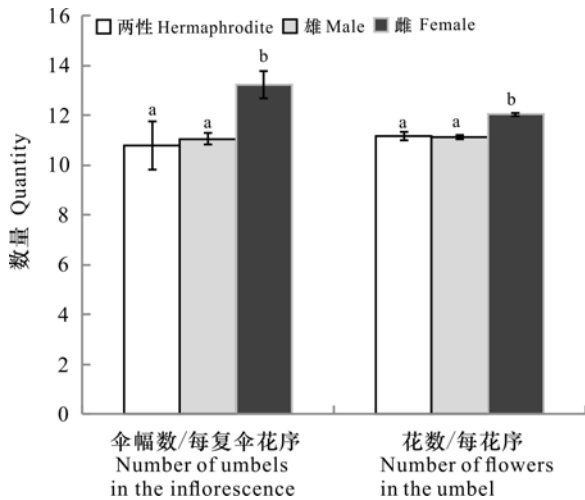 16
两性 Hermaphrodite 雄 Male 雌 Female
14
12
10
8
6
4
2
0
数量 Quantity
a a b
a a b
伞幅数/每复伞花序
Number of umbels
in the inflorescence
花数/每花序
Number of flowers
in the umbel